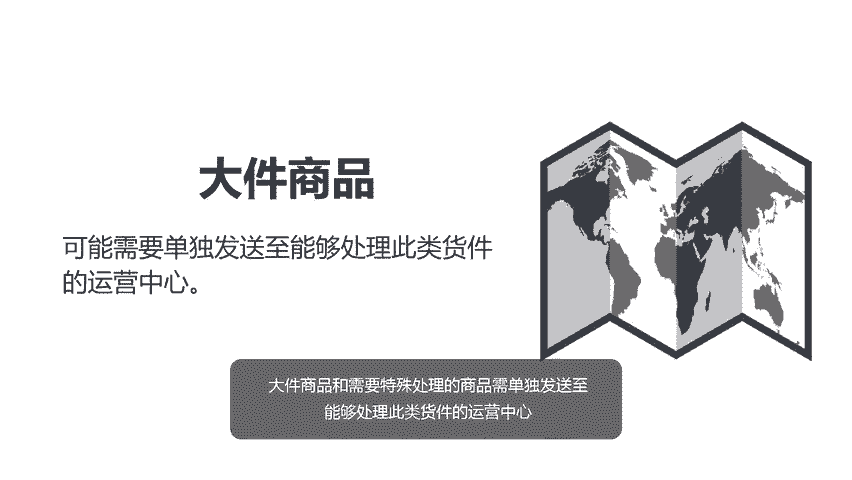 大件商品
可能需要单独发送至能够处理此类货件
的运营中心。
大件商品和需要特殊处理的商品需单独发送至
能够处理此类货件的运营中心